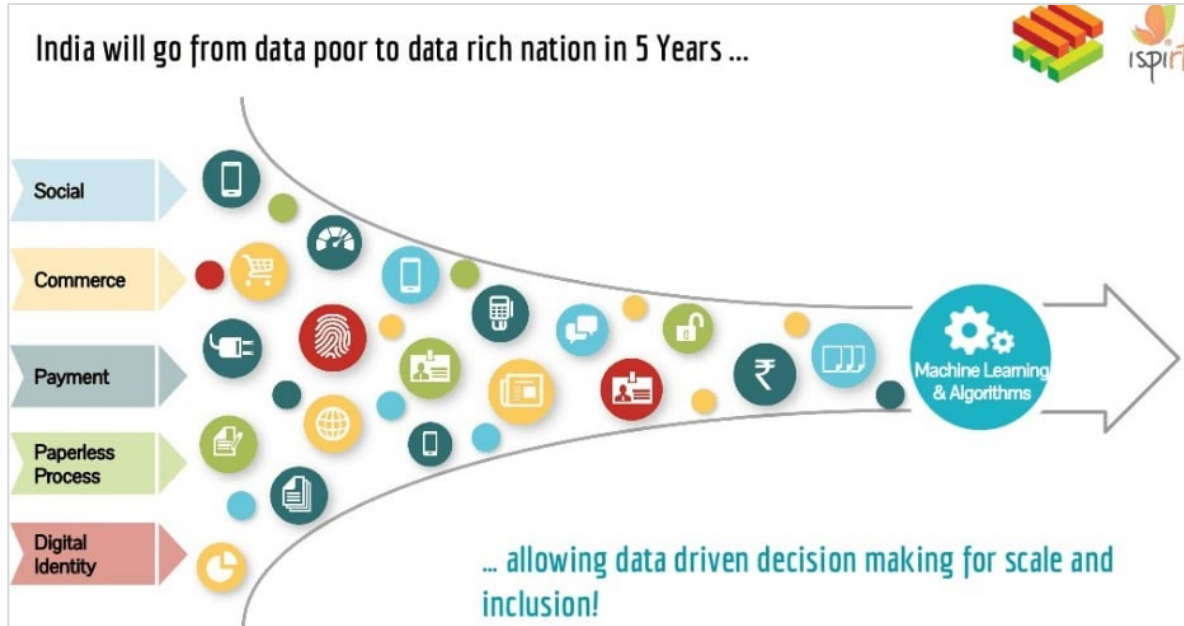 India will go from data poor to data rich nation in 5 Years ...
Social
Commerce
Payment
Paperless
Process
Digital
Identity
₹
Machine Learning
& Algorithms
... allowing data driven decision making for scale and
inclusion!